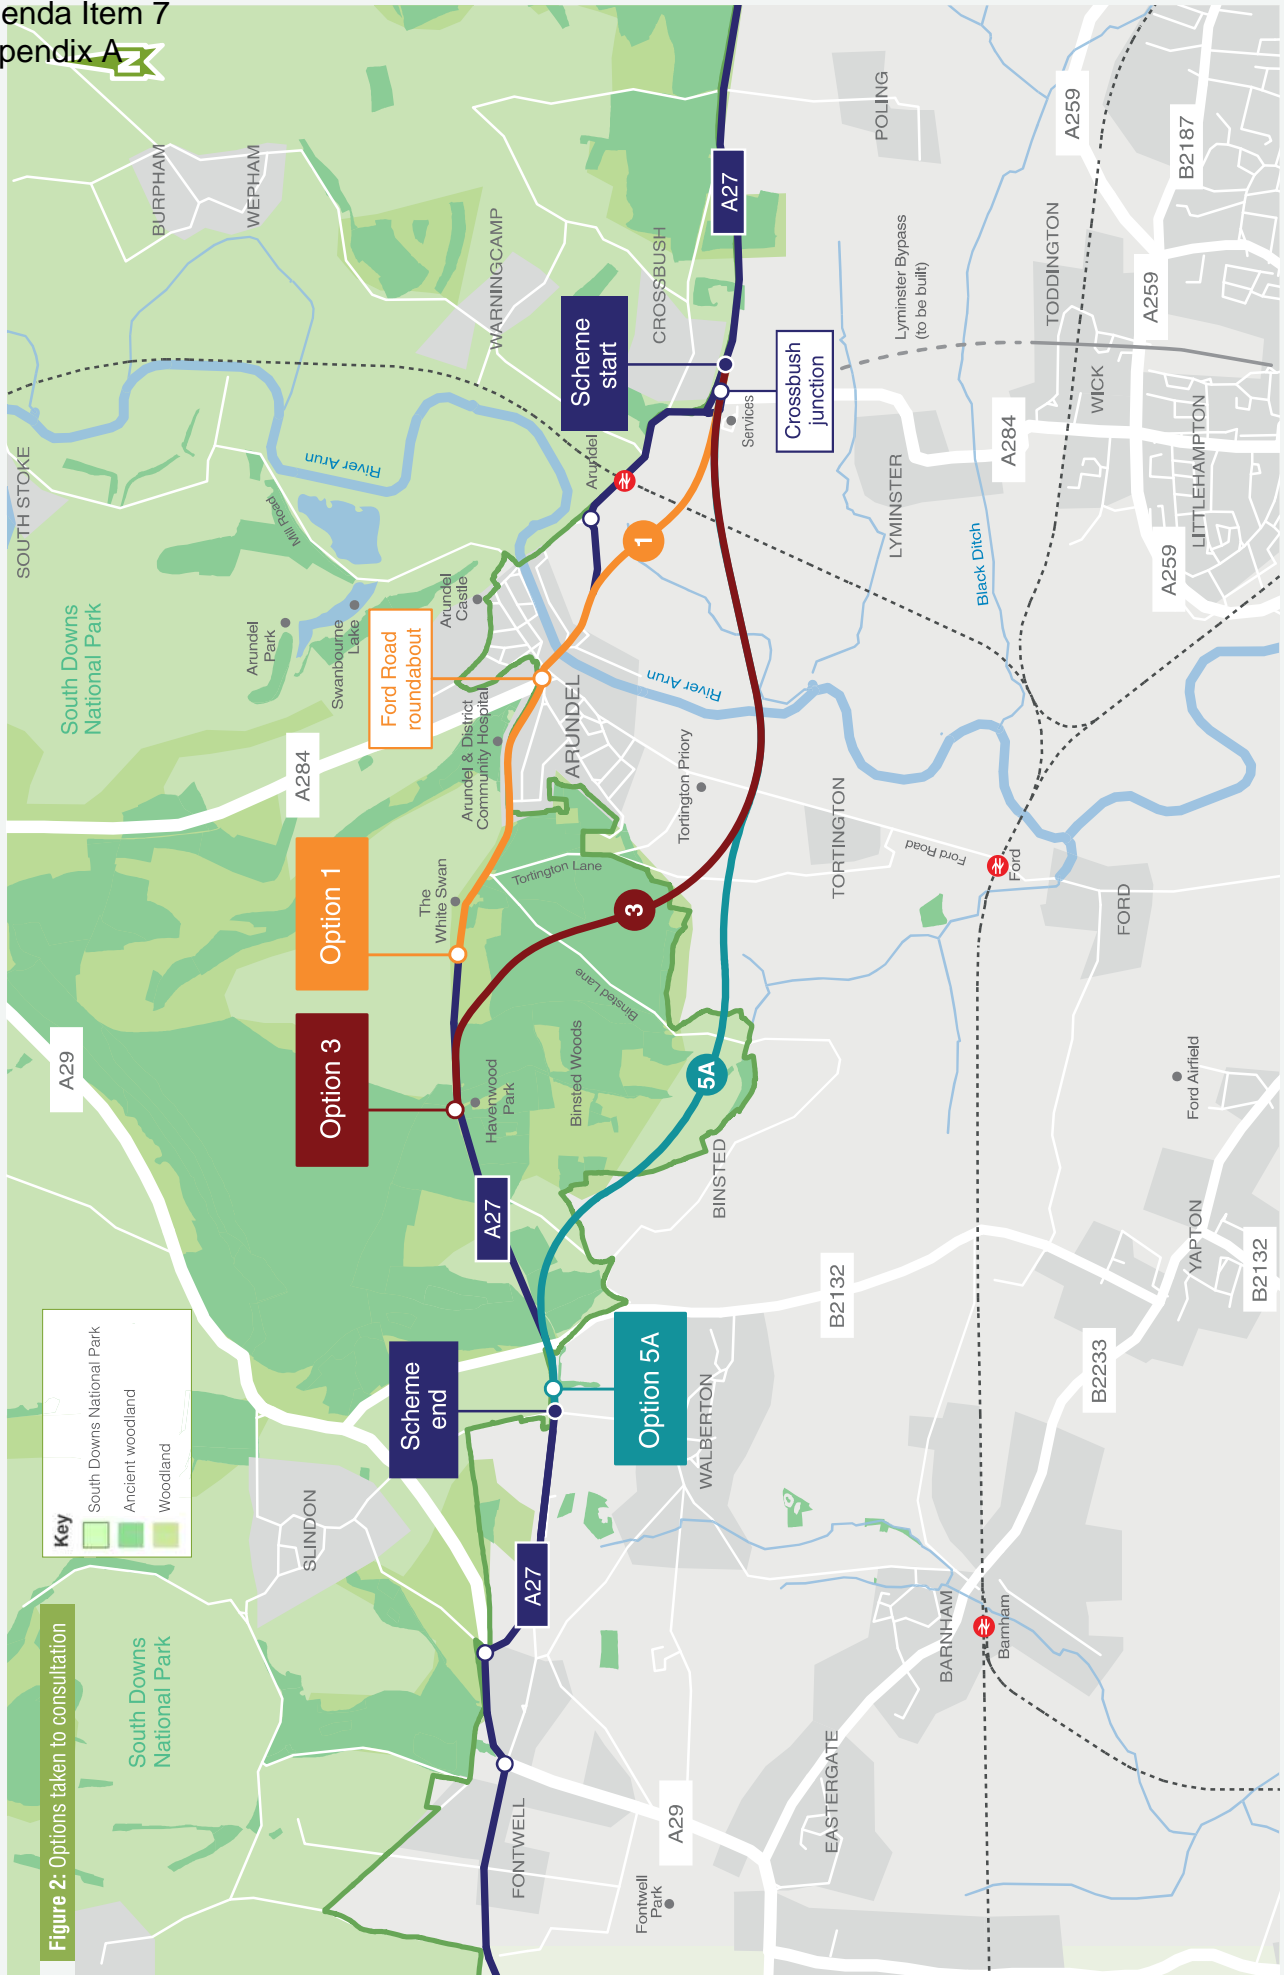 enda Item 7
pendix A
N
Figure 2: Options taken to consultation
Key
South Downs National Park
Ancient woodland
Woodland
South Downs
National Park
South Downs
National Park
SLINDON
FONTWELL
Fontwell
Park
A29
EASTERGATE
BARNHAM
Barnham
A27
Scheme
end
Option 5A
WALBERTON
B2132
B2233
YAPTON
B2132
Ford Airfield
BINSTED
A29
A27
Option 3
Havenwood
Park
Binsted Woods
Binsted Lane
5A
3
Option 1
The
White Swan
Tortington Lane
A284
Arundel & District
Community Hospital
ARUNDEL
Tortington Priory
TORTINGTON
Ford Road
Ford
FORD
Ford Road
roundabout
Arundel
Park
Swanbourne
Lake
Arundel
Castle
Mill Road
River Arun
River Arun
SOUTH STOKE
1
Arundel
Scheme
start
Crossbush
junction
Services
LYMINSTER
Black Ditch
A284
A259
LITTLEHAMPTON
WICK
TODDINGTON
A259
Lyminster Bypass
(to be built)
CROSSBUSH
WARNINGCAMP
WEPHAM
BURPHAM
A27
POLING
A259
B2187